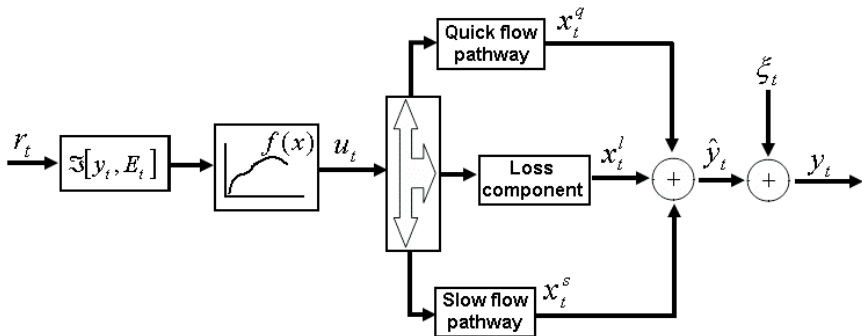 Quick flow
pathway
x_t^q
ξ_t
r_t
ℑ[y_t, E_t]
f(x)
u_t
Loss
component
x_t^l
+
ŷ_t
+
y_t
Slow flow
pathway
x_t^s